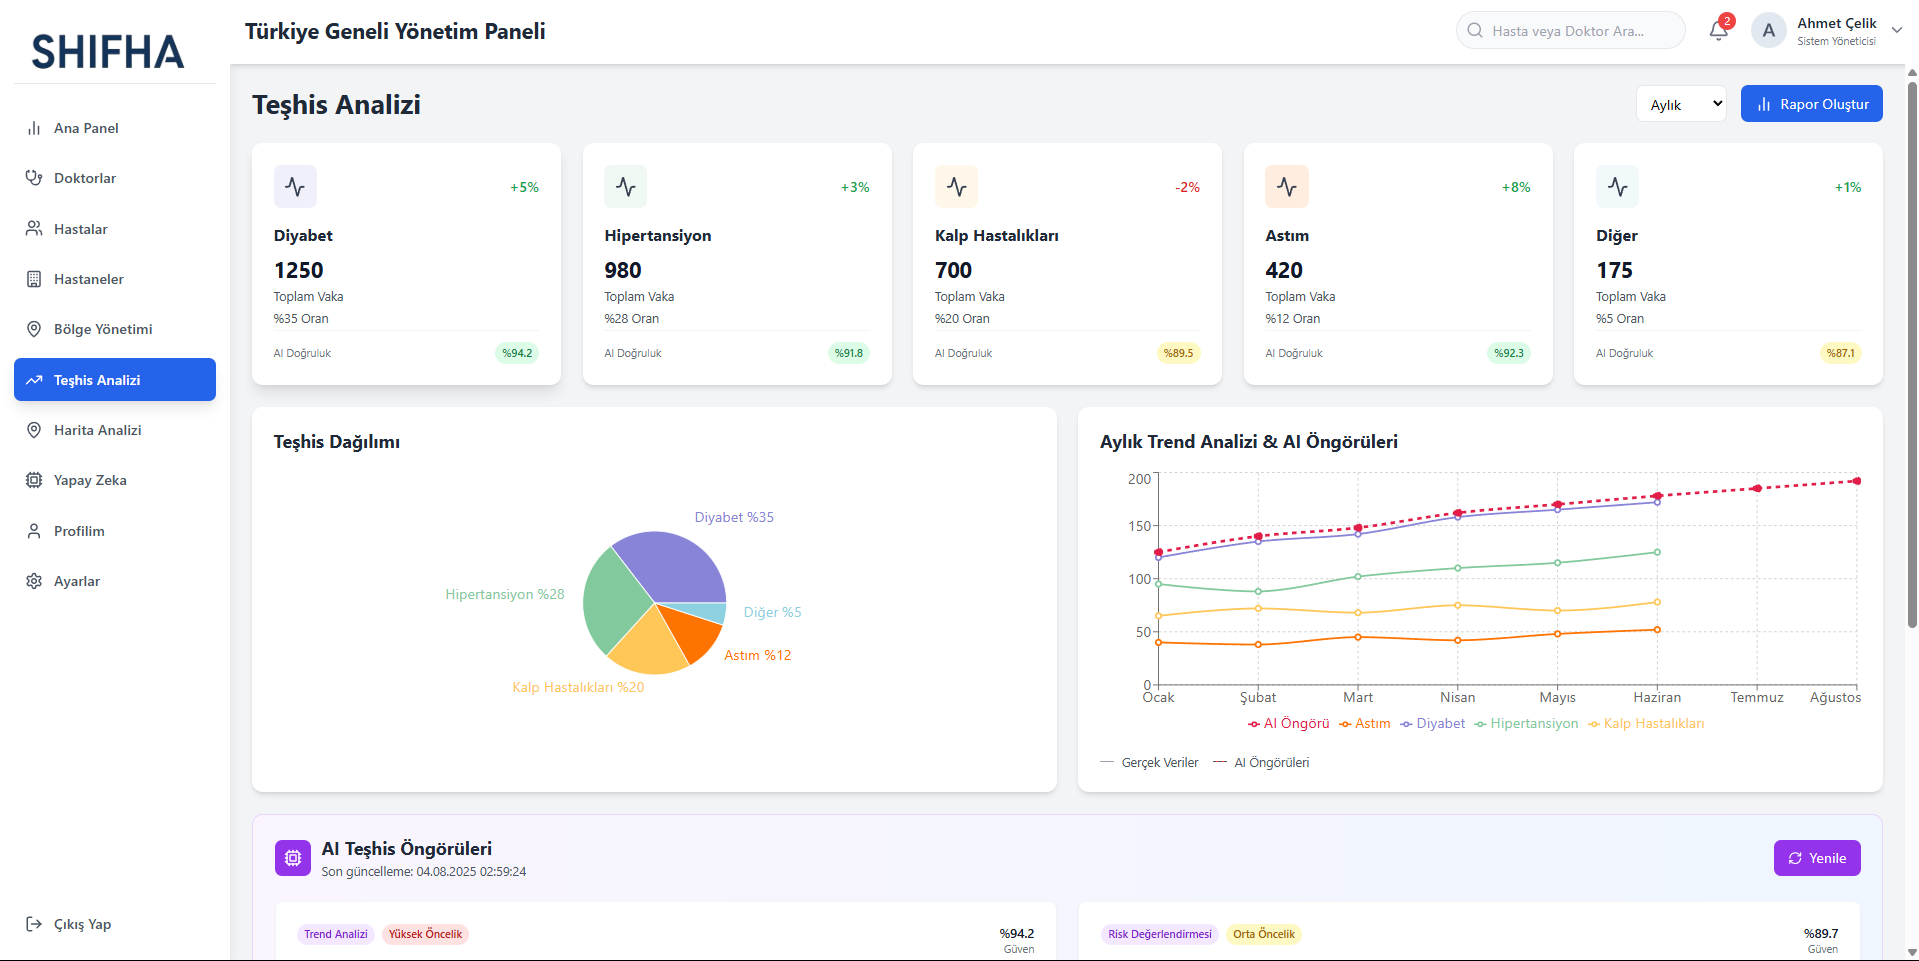 SHIFHA
Ana Panel
Doktorlar
Hastalar
Hastaneler
Bölge Yönetimi
Teşhis Analizi
Harita Analizi
Yapay Zeka
Profilim
Ayarlar
Çıkış Yap
Türkiye Geneli Yönetim Paneli
Hasta veya Doktor Ara...
2
A
Ahmet Çelik
Sistem Yöneticisi
Teşhis Analizi
Aylık
Rapor Oluştur
+5%
Diyabet
1250
Toplam Vaka
%35 Oran
AI Doğruluk %94.2
+3%
Hipertansiyon
980
Toplam Vaka
%28 Oran
AI Doğruluk %91.8
-2%
Kalp Hastalıkları
700
Toplam Vaka
%20 Oran
AI Doğruluk %89.5
+8%
Astım
420
Toplam Vaka
%12 Oran
AI Doğruluk %92.3
+1%
Diğer
175
Toplam Vaka
%5 Oran
AI Doğruluk %87.1
Teşhis Dağılımı
Diyabet %35
Hipertansiyon %28
Diğer %5
Astım %12
Kalp Hastalıkları %20
Aylık Trend Analizi & AI Öngörüleri
200
150
100
50
0
Ocak Şubat Mart Nisan Mayıs Haziran Temmuz Ağustos
AI Öngörü Astım Diyabet Hipertansiyon Kalp Hastalıkları
Gerçek Veriler AI Öngörüleri
AI Teşhis Öngörüleri
Son güncelleme: 04.08.2025 02:59:24
Yenile
Trend Analizi Yüksek Öncelik %94.2
Güven
Risk Değerlendirmesi Orta Öncelik %89.7
Güven